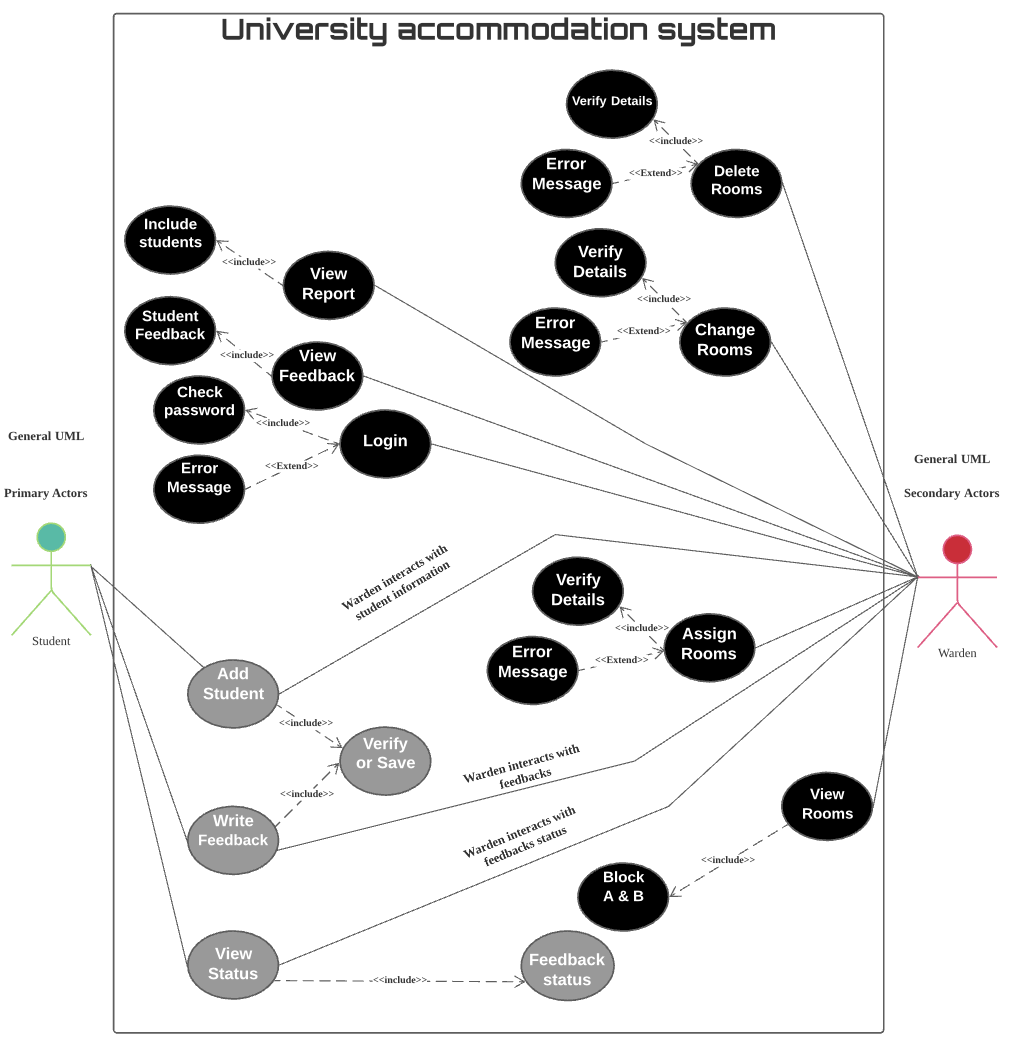 University accommodation system
Verify Details
<<include>>
Error
Message
<<Extend>>
Delete
Rooms
Include
students
<<include>>
View
Report
Verify
Details
<<include>>
Error
Message
<<Extend>>
Change
Rooms
Student
Feedback
<<include>>
View
Feedback
Check
password
<<include>>
Login
Error
Message
<<Extend>>
General UML
Primary Actors
Student
General UML
Secondary Actors
Warden
Warden interacts with
student information
Verify
Details
<<include>>
Error
Message
<<Extend>>
Assign
Rooms
Add
Student
<<include>>
Verify
or Save
<<include>>
Write
Feedback
Warden interacts with
feedbacks
Warden interacts with
feedbacks status
View
Rooms
<<include>>
Block
A & B
View
Status
<<include>>
Feedback
status